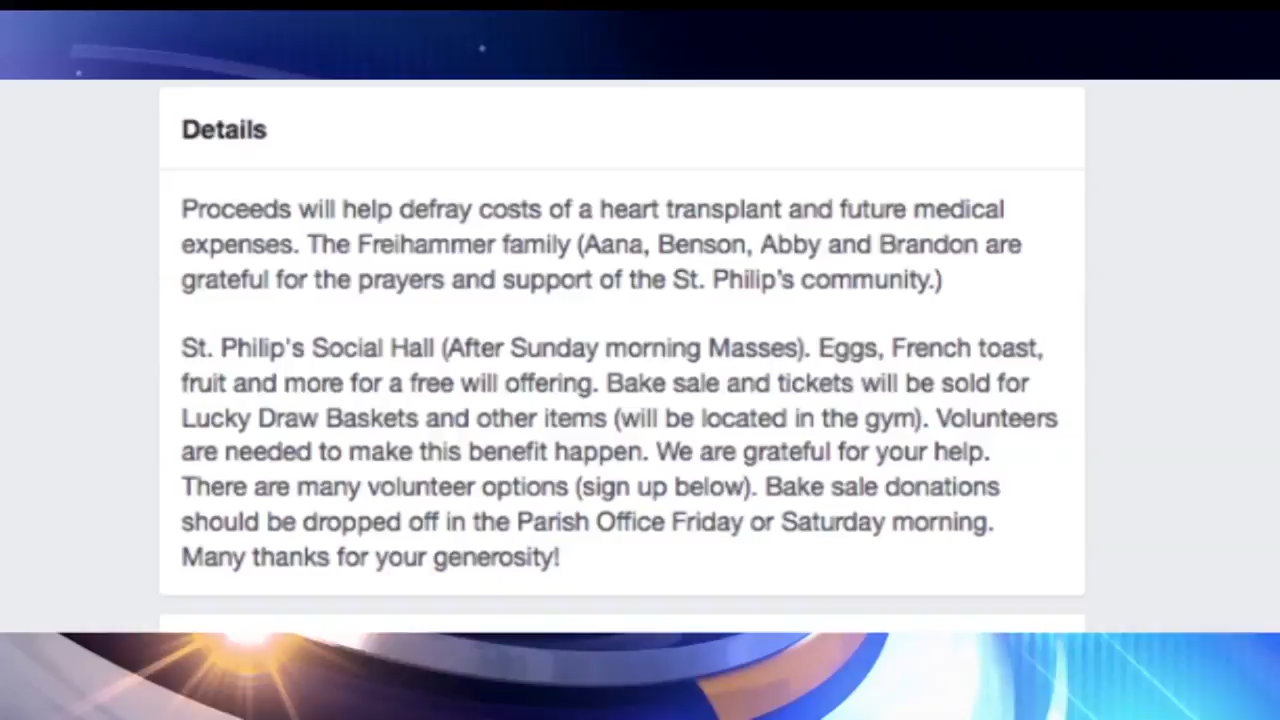 Details
Proceeds will help defray costs of a heart transplant and future medical
expenses. The Freihammer family (Aana, Benson, Abby and Brandon are
grateful for the prayers and support of the St. Philip's community.)
St. Philip's Social Hall (After Sunday morning Masses). Eggs, French toast,
fruit and more for a free will offering. Bake sale and tickets will be sold for
Lucky Draw Baskets and other items (will be located in the gym). Volunteers
are needed to make this benefit happen. We are grateful for your help.
There are many volunteer options (sign up below). Bake sale donations
should be dropped off in the Parish Office Friday or Saturday morning.
Many thanks for your generosity!